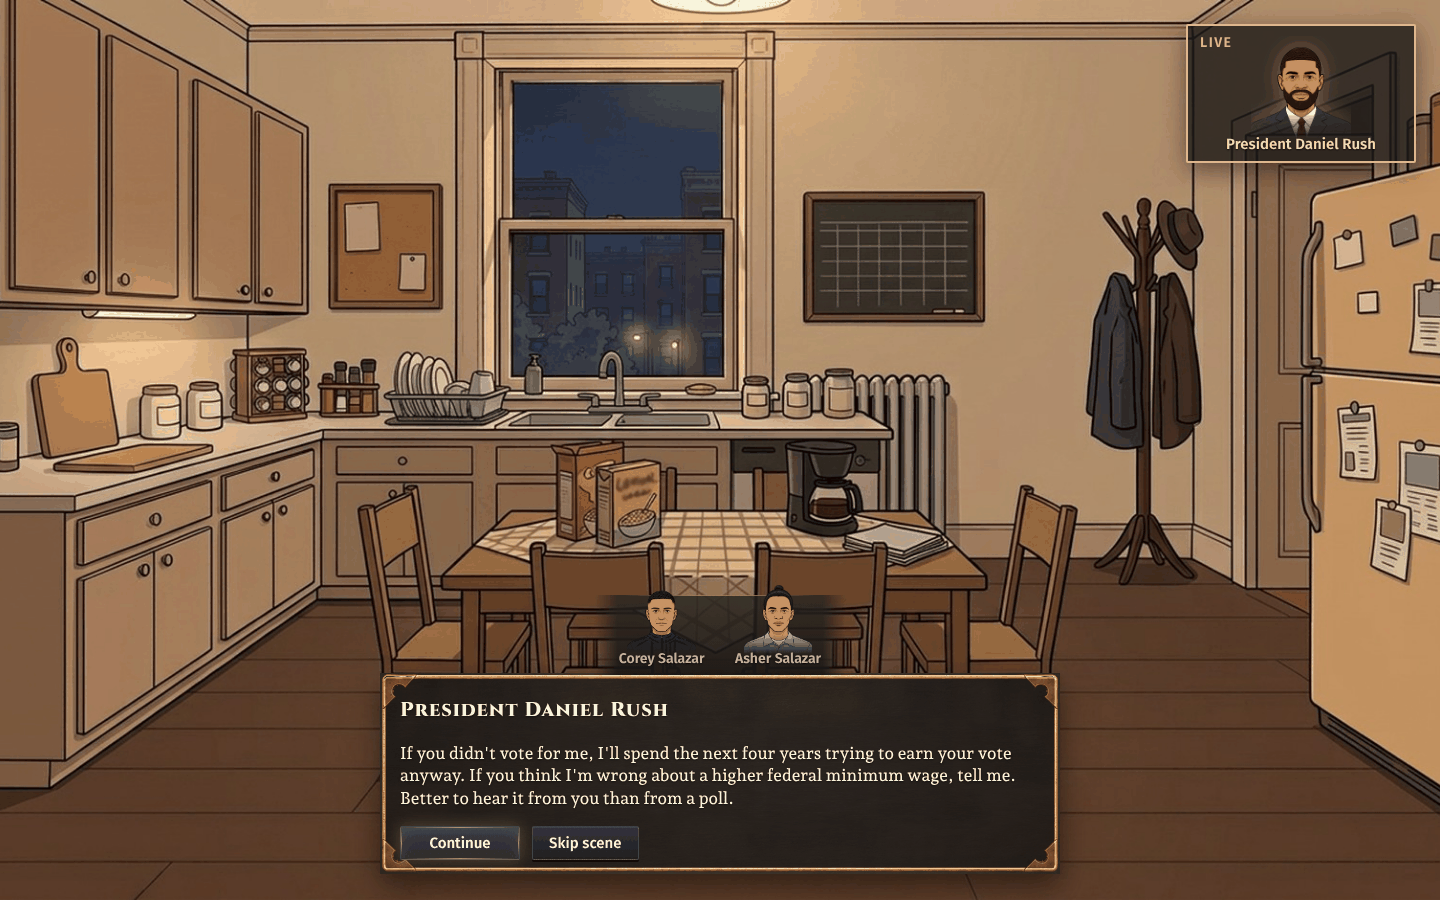 LIVE
President Daniel Rush
Corey Salazar
Asher Salazar
President Daniel Rush
If you didn't vote for me, I'll spend the next four years trying to earn your vote
anyway. If you think I'm wrong about a higher federal minimum wage, tell me.
Better to hear it from you than from a poll.
Continue
Skip scene